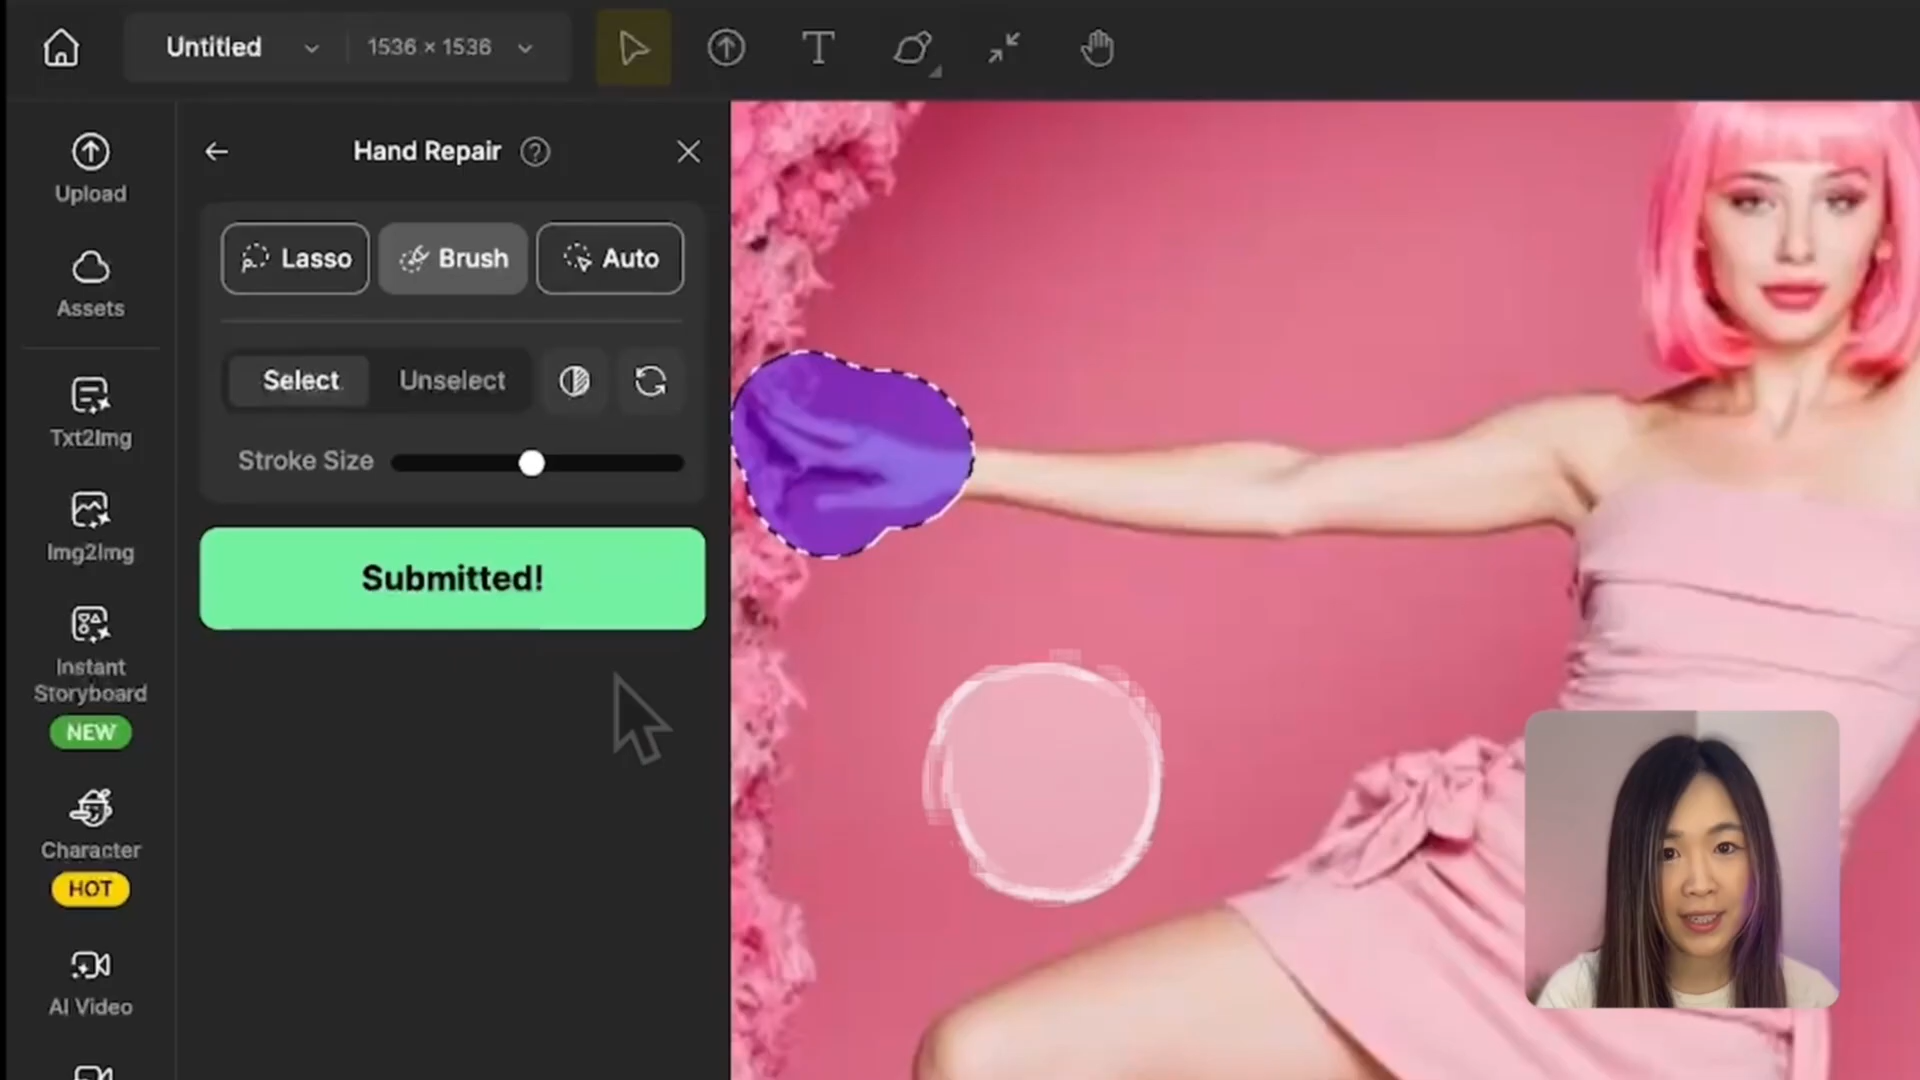 Untitled
1536 × 1536
Upload
Assets
Txt2Img
Img2Img
Instant
Storyboard
NEW
Character
HOT
AI Video
Hand Repair
Lasso
Brush
Auto
Select
Unselect
Stroke Size
Submitted!